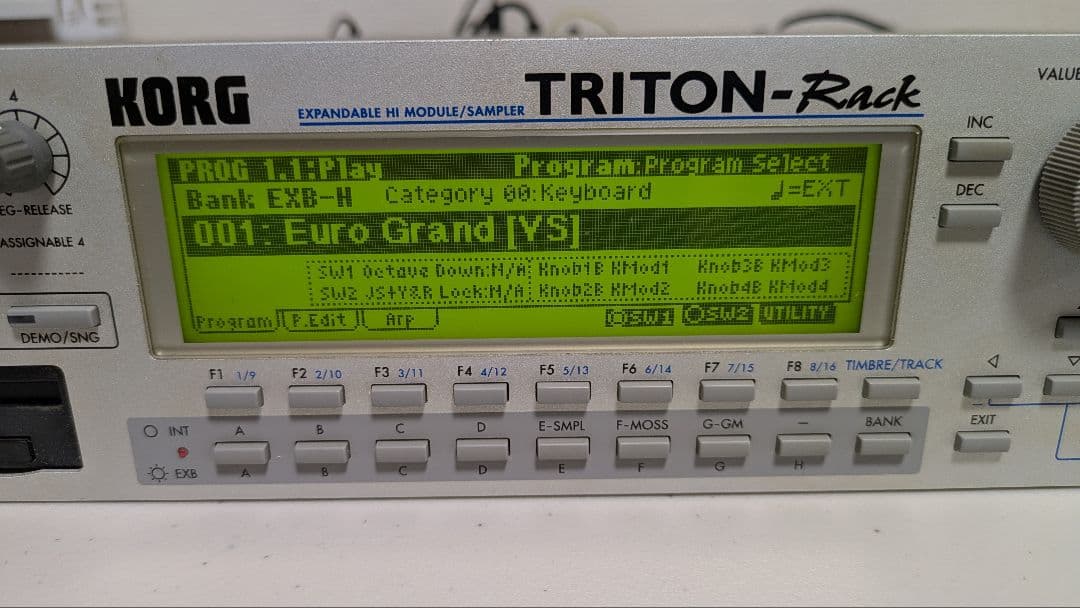 KORG
EXPANDABLE HI MODULE/SAMPLER TRITON-Rack
VALUE
4
INC
DEC
EG-RELEASE
ASSIGNABLE 4
DEMO/SNG
PROG 1.1:Play Program:Program Select
Bank EXB-H Category 00:Keyboard ♩=EXT
001: Euro Grand [VS]
SW1 Octave Down:N/A: Knob1B KMod1 Knob3B KMod3
SW2 JS+Y&R Lock:N/A: Knob2B KMod2 Knob4B KMod4
Program P.Edit Arp SW1 SW2 UTILITY
F1 1/9 F2 2/10 F3 3/11 F4 4/12 F5 5/13 F6 6/14 F7 7/15 F8 8/16 TIMBRE/TRACK
INT A B C D E-SMPL F-MOSS G-GM – BANK EXIT
EXB A B C D E F G H